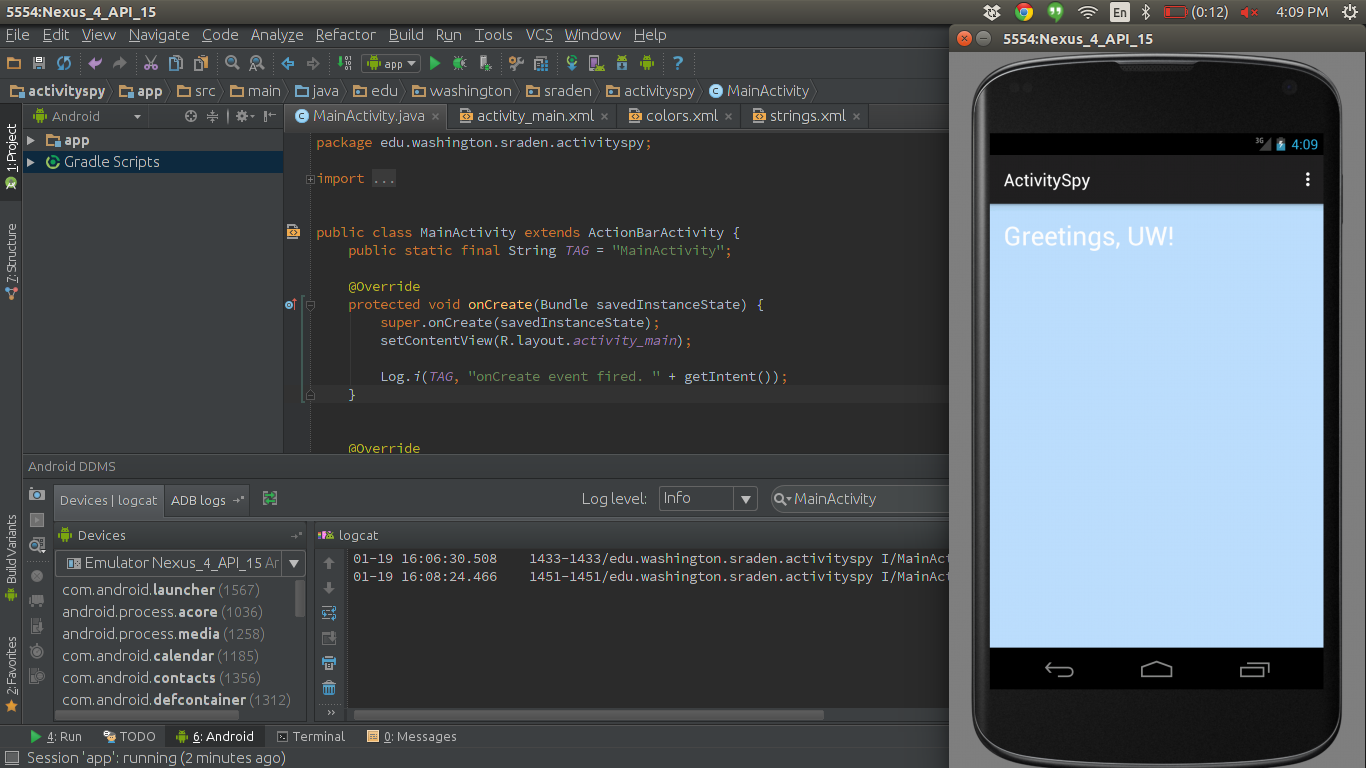 5554:Nexus_4_API_15
En
(0:12)
4:09 PM
File Edit View Navigate Code Analyze Refactor Build Run Tools VCS Window Help
app
activityspy app src main java edu washington sraden activityspy MainActivity
Android
MainActivity.java activity_main.xml colors.xml strings.xml
1: Project
7: Structure
Build Variants
2: Favorites
app
Gradle Scripts
package edu.washington.sraden.activityspy;
import ...
public class MainActivity extends ActionBarActivity {
public static final String TAG = "MainActivity";
@Override
protected void onCreate(Bundle savedInstanceState) {
super.onCreate(savedInstanceState);
setContentView(R.layout.activity_main);
Log.i(TAG, "onCreate event fired. " + getIntent());
}
@Override
Android DDMS
Devices | logcat ADB logs
Log level: Info MainActivity
Devices
Emulator Nexus_4_API_15 An
com.android.launcher (1567)
android.process.acore (1036)
android.process.media (1258)
com.android.calendar (1185)
com.android.contacts (1356)
com.android.defcontainer (1312)
logcat
01-19 16:06:30.508 1433-1433/edu.washington.sraden.activityspy I/MainAct
01-19 16:08:24.466 1451-1451/edu.washington.sraden.activityspy I/MainAct
4: Run TODO 6: Android Terminal 0: Messages
Session 'app': running (2 minutes ago)
5554:Nexus_4_API_15
3G 4:09
ActivitySpy
Greetings, UW!